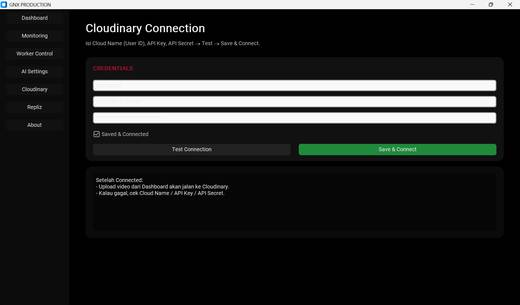 GNX PRODUCTION
Dashboard
Monitoring
Worker Control
AI Settings
Cloudinary
Repliz
About
Cloudinary Connection
Isi Cloud Name (User ID), API Key, API Secret → Test → Save & Connect.
CREDENTIALS
Saved & Connected
Test Connection
Save & Connect
Setelah Connected:
- Upload video dari Dashboard akan jalan ke Cloudinary.
- Kalau gagal, cek Cloud Name / API Key / API Secret.